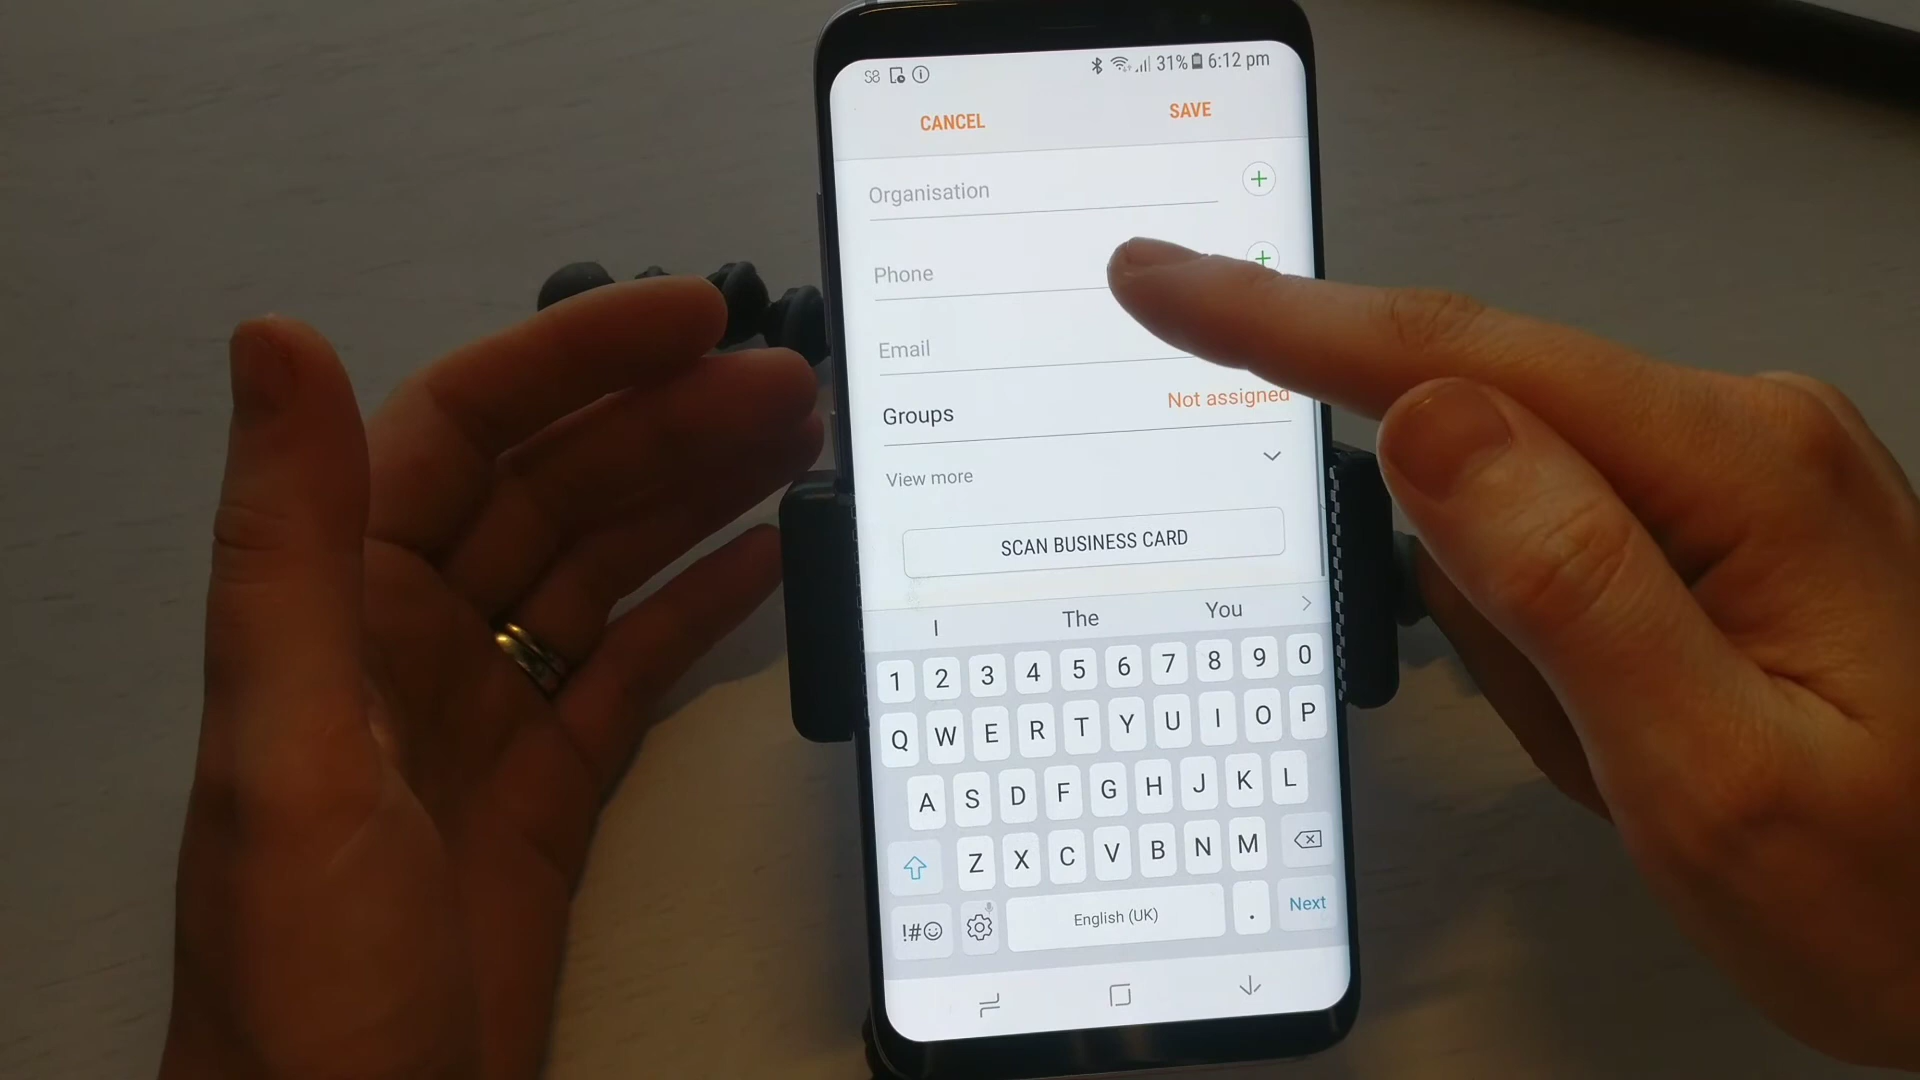 S8 31% 6:12 pm
CANCEL SAVE
Organisation
Phone
Email
Groups Not assigned
View more
SCAN BUSINESS CARD
I The You
1 2 3 4 5 6 7 8 9 0
Q W E R T Y U I O P
A S D F G H J K L
Z X C V B N M
!#☺ English (UK) . Next